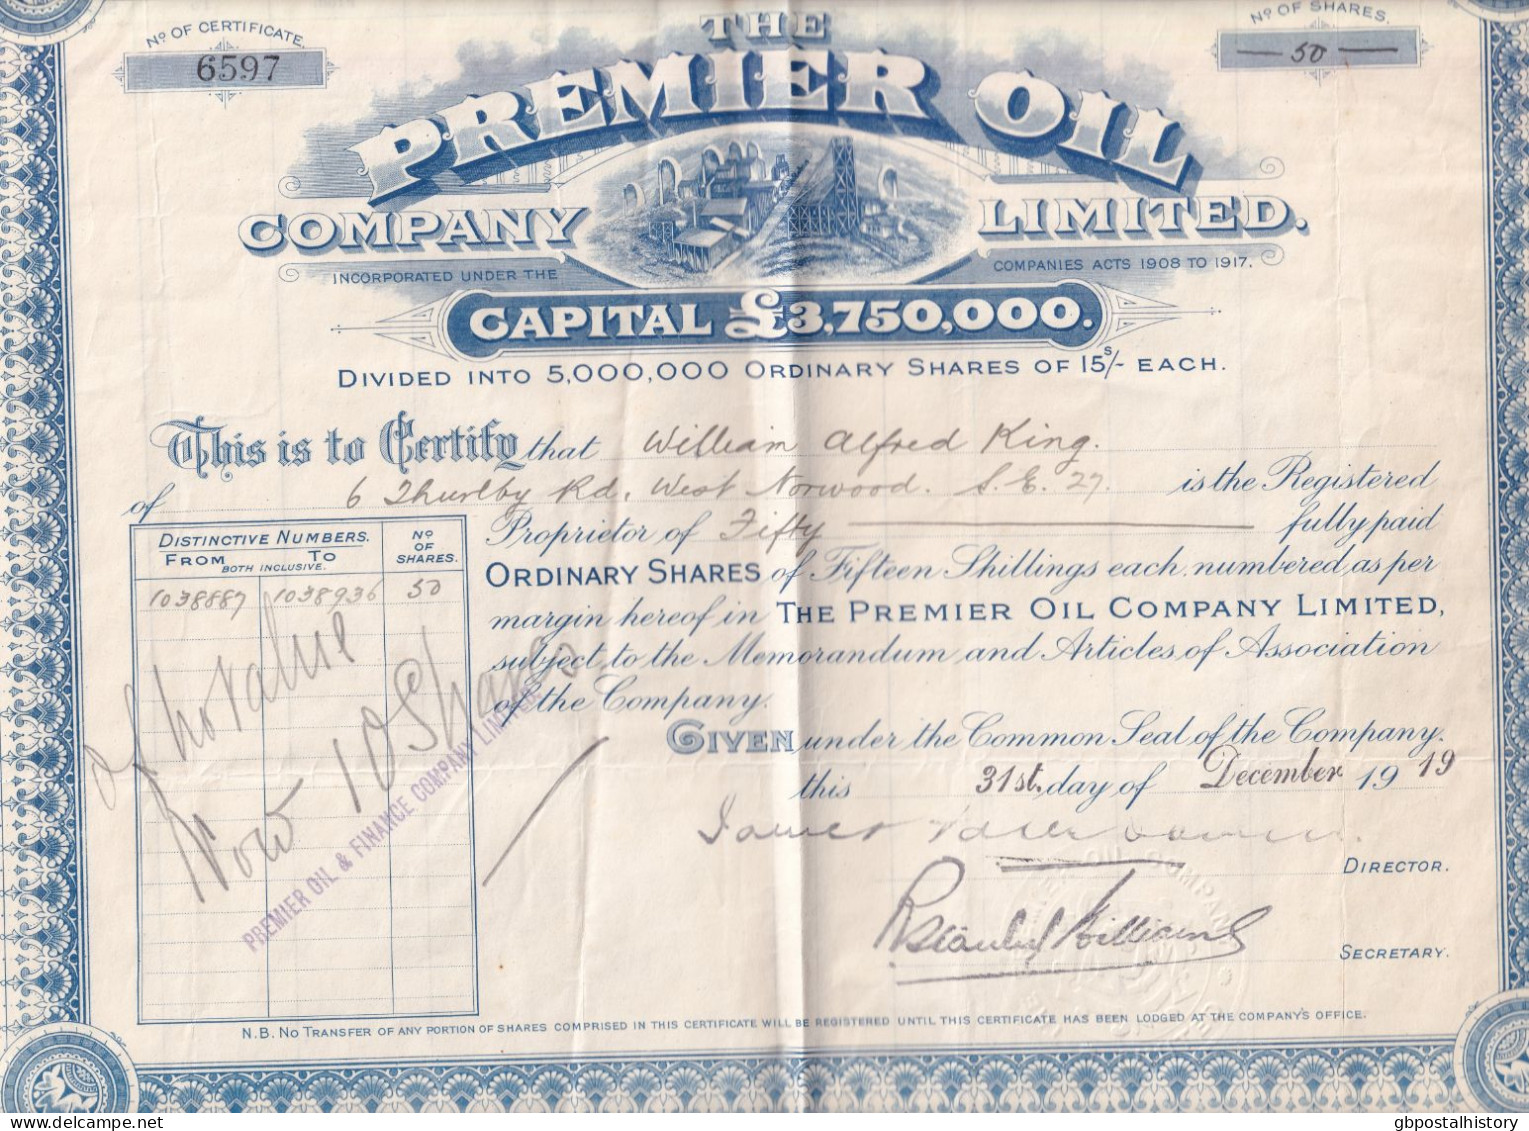 Nº OF CERTIFICATE.
6597
Nº OF SHARES.
50
THE
PREMIER OIL
COMPANY LIMITED.
INCORPORATED UNDER THE COMPANIES ACTS 1908 TO 1917.
CAPITAL £3,750,000.
DIVIDED INTO 5,000,000 ORDINARY SHARES OF 15s/- EACH.
This is to Certify that William Alfred King.
of 6 Thurlby Rd, West Norwood. S.E. 27. is the Registered
Proprietor of Fifty fully paid
ORDINARY SHARES of Fifteen Shillings each, numbered, as per
margin hereof in THE PREMIER OIL COMPANY LIMITED,
subject to the Memorandum and Articles of Association
of the Company.
GIVEN under the Common Seal of the Company,
this 31st. day of December 1919
DIRECTOR.
Stanley Williams
SECRETARY.
DISTINCTIVE NUMBERS.
FROM TO
BOTH INCLUSIVE.
Nº
OF
SHARES.
1038887 1038936 50
of no value
Now 10 Shares
PREMIER OIL & FINANCE COMPANY LIMITED.
N.B. NO TRANSFER OF ANY PORTION OF SHARES COMPRISED IN THIS CERTIFICATE WILL BE REGISTERED UNTIL THIS CERTIFICATE HAS BEEN LODGED AT THE COMPANY'S OFFICE.
www.delcampe.net
gbpostalhistory